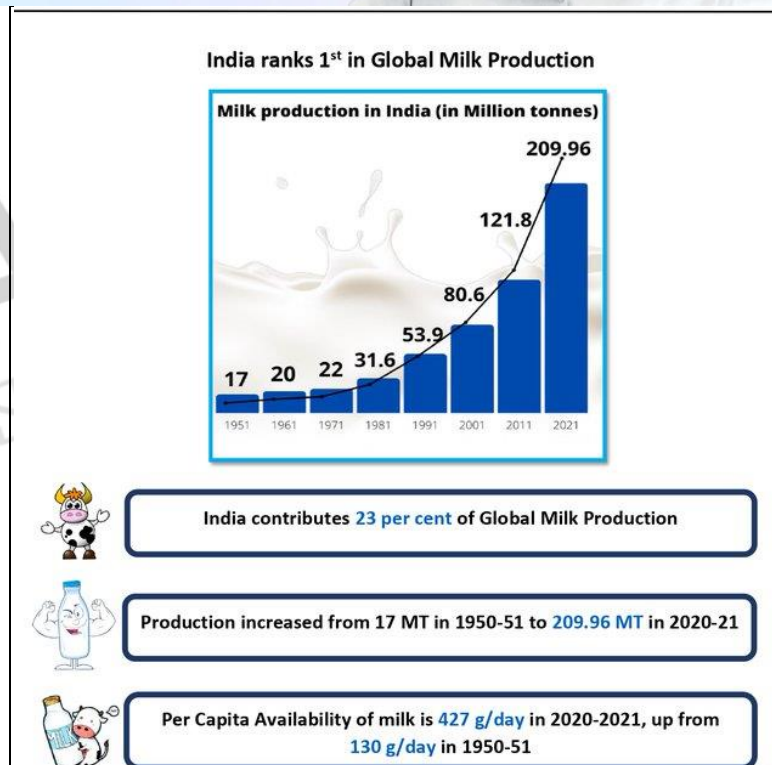 India ranks 1st in Global Milk Production
Milk production in India (in Million tonnes)
209.96
121.8
80.6
53.9
31.6
22
20
17
1951 1961 1971 1981 1991 2001 2011 2021
India contributes 23 per cent of Global Milk Production
Production increased from 17 MT in 1950-51 to 209.96 MT in 2020-21
Per Capita Availability of milk is 427 g/day in 2020-2021, up from
130 g/day in 1950-51